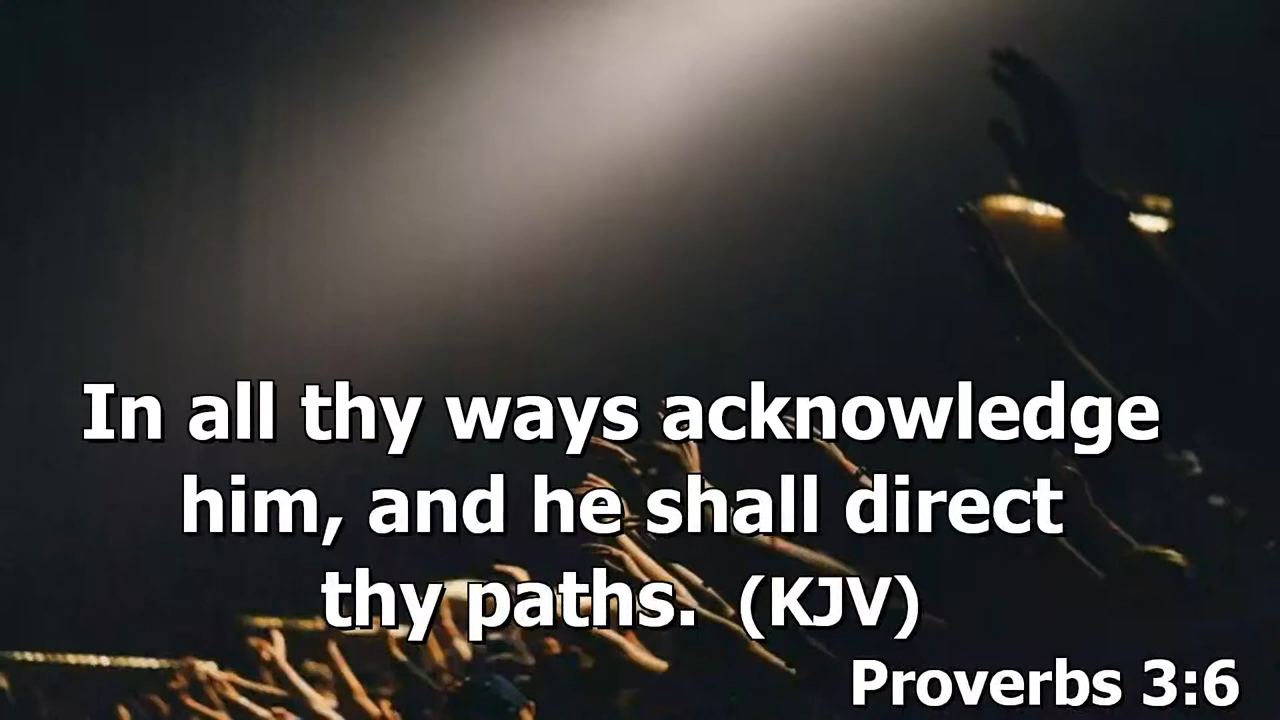 In all thy ways acknowledge
him, and he shall direct
thy paths. (KJV)
Proverbs 3:6